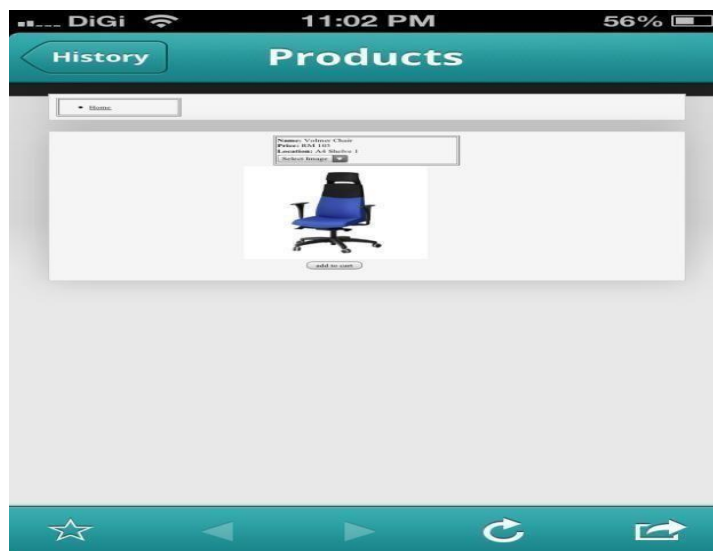 DiGi 11:02 PM 56%
History Products
Home
Name: Volmer Chair
Price: RM 185
Location: A4 Shelve 1
Select Image
add to cart